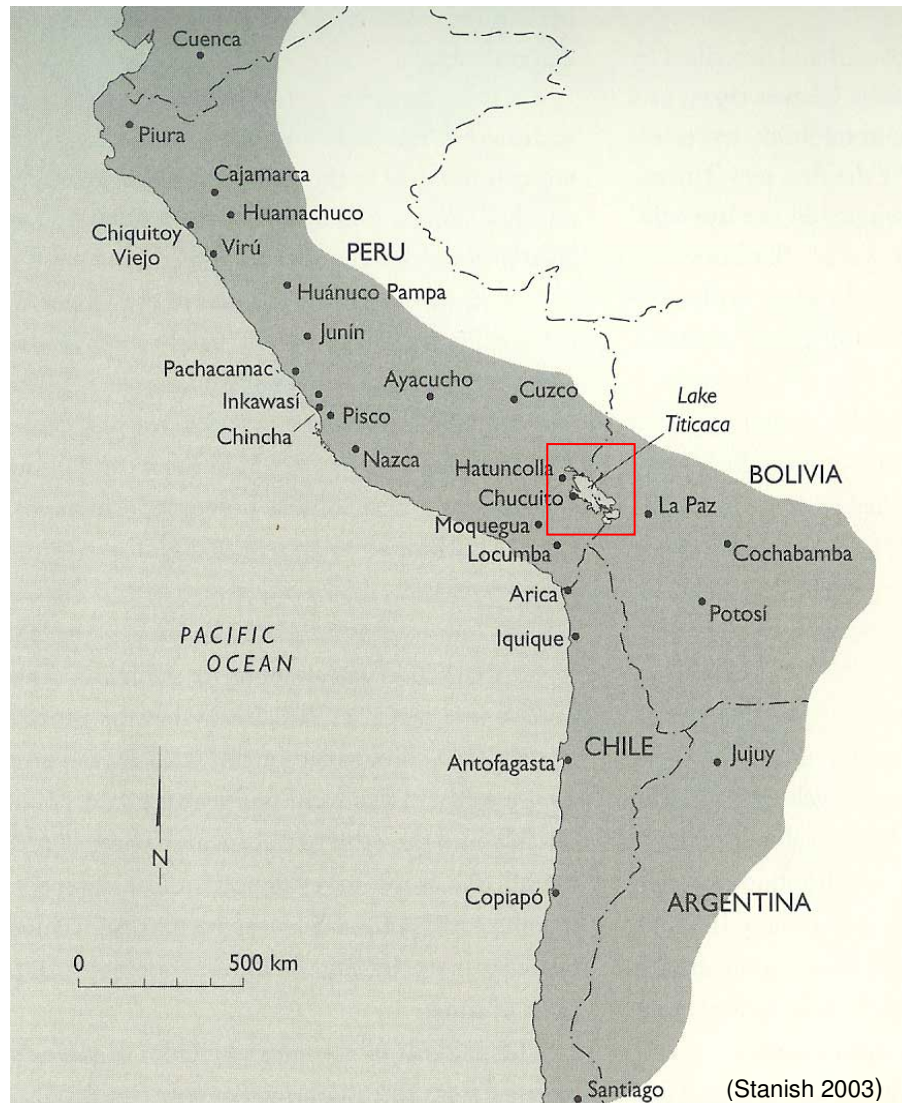 Cuenca
Piura
Cajamarca
Huamachuco
Chiquitoy
Viejo
Virú
PERU
Huánuco Pampa
Junín
Pachacamac
Ayacucho
Cuzco
Inkawasí
Pisco
Chincha
Lake
Titicaca
Nazca
Hatuncolla
BOLIVIA
Chucuito
La Paz
Moquegua
Locumba
Cochabamba
Arica
Potosí
PACIFIC
OCEAN
Iquique
CHILE
Antofagasta
Jujuy
N
Copiapó
ARGENTINA
0 500 km
Santiago
(Stanish 2003)